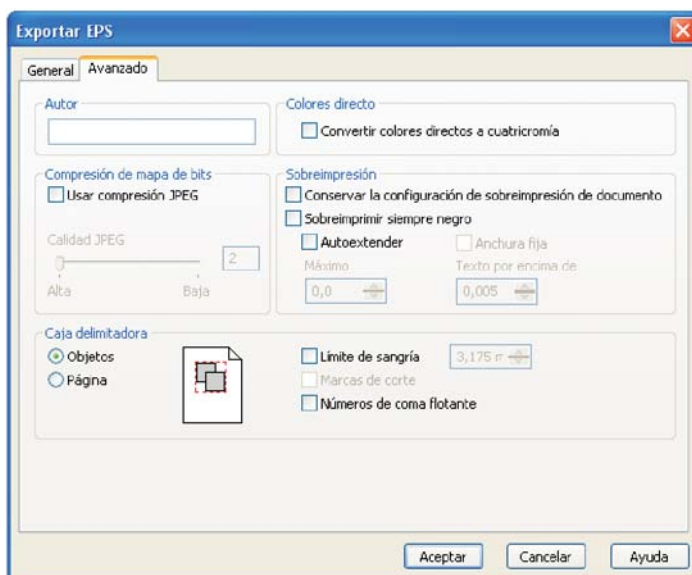 Exportar EPS
General
Avanzado
Autor
Colores directo
Convertir colores directos a cuatricromía
Compresión de mapa de bits
Usar compresión JPEG
Calidad JPEG
2
Alta
Baja
Sobreimpresión
Conservar la configuración de sobreimpresión de documento
Sobreimprimir siempre negro
Autoextender
Anchura fija
Máximo
Texto por encima de
0,0
0,005
Caja delimitadora
Objetos
Página
Límite de sangría
3,175 m
Marcas de corte
Números de coma flotante
Aceptar
Cancelar
Ayuda